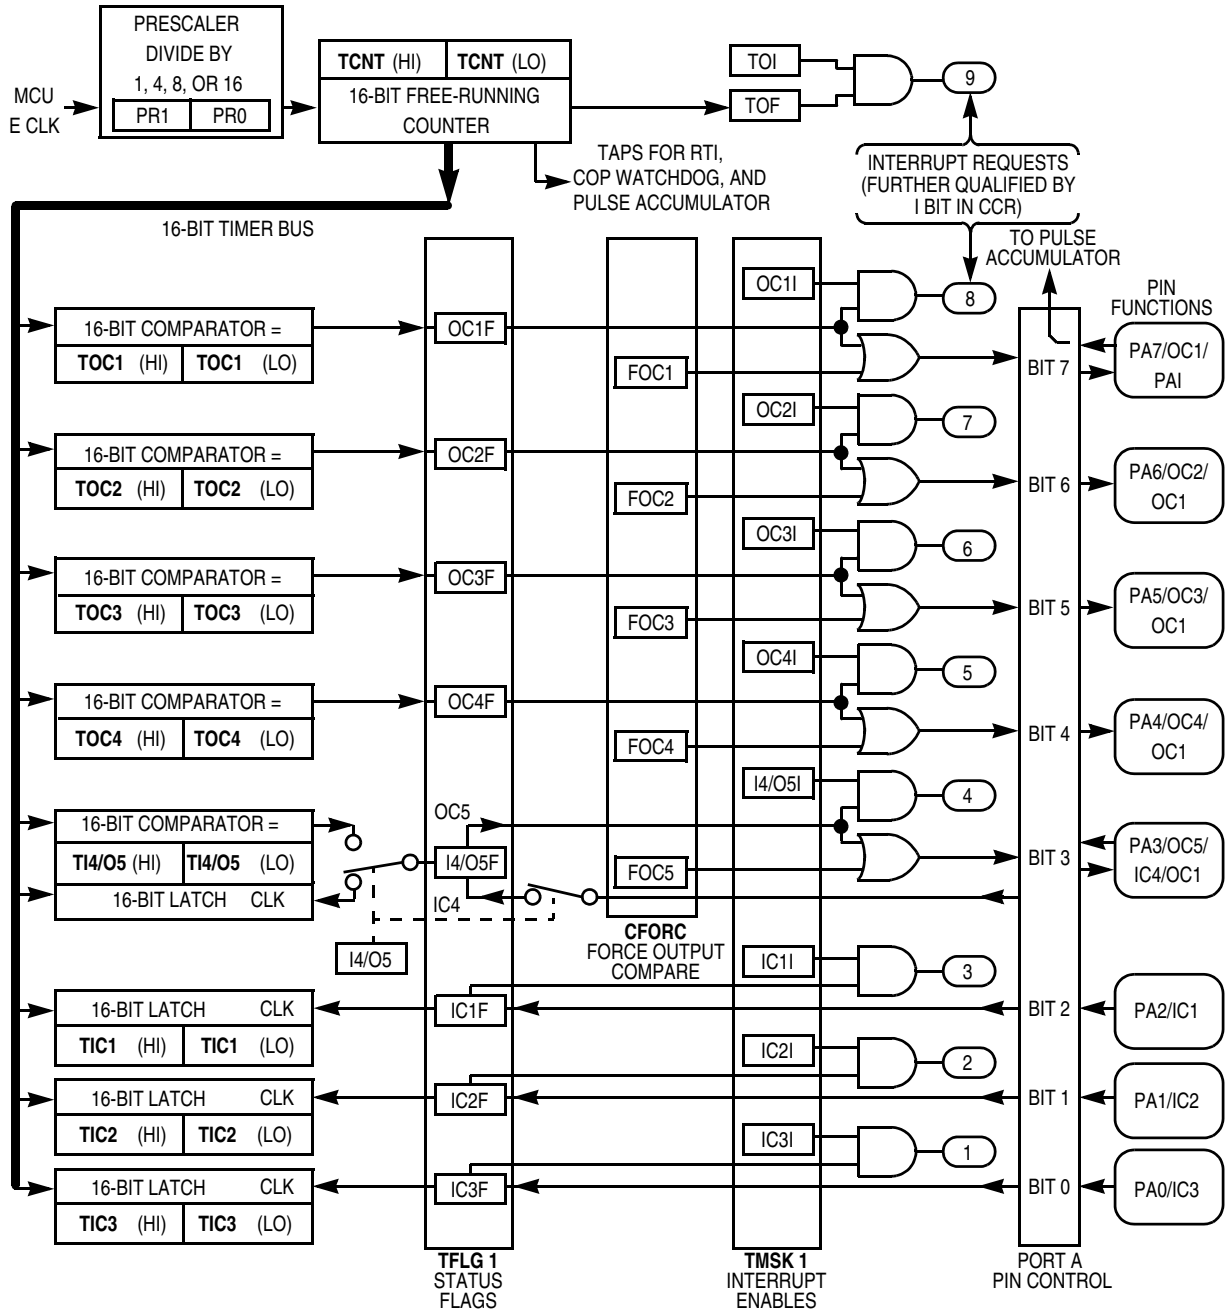 PRESCALER
DIVIDE BY
1, 4, 8, OR 16
PR1 PR0
MCU
E CLK
TCNT (HI) TCNT (LO)
16-BIT FREE-RUNNING
COUNTER
TOI
TOF
9
TAPS FOR RTI,
COP WATCHDOG, AND
PULSE ACCUMULATOR
INTERRUPT REQUESTS
(FURTHER QUALIFIED BY
I BIT IN CCR)
16-BIT TIMER BUS
TO PULSE
ACCUMULATOR
PIN
FUNCTIONS
OC1I
8
16-BIT COMPARATOR =
TOC1 (HI) TOC1 (LO)
OC1F
FOC1
BIT 7
PA7/OC1/
PAI
OC2I
7
16-BIT COMPARATOR =
TOC2 (HI) TOC2 (LO)
OC2F
FOC2
BIT 6
PA6/OC2/
OC1
OC3I
6
16-BIT COMPARATOR =
TOC3 (HI) TOC3 (LO)
OC3F
FOC3
BIT 5
PA5/OC3/
OC1
OC4I
5
16-BIT COMPARATOR =
TOC4 (HI) TOC4 (LO)
OC4F
FOC4
BIT 4
PA4/OC4/
OC1
I4/O5I
4
OC5
16-BIT COMPARATOR =
TI4/O5 (HI) TI4/O5 (LO)
16-BIT LATCH CLK
I4/O5F
FOC5
BIT 3
PA3/OC5/
IC4/OC1
IC4
I4/O5
CFORC
FORCE OUTPUT
COMPARE
IC1I
3
16-BIT LATCH CLK
TIC1 (HI) TIC1 (LO)
IC1F
BIT 2
PA2/IC1
IC2I
2
16-BIT LATCH CLK
TIC2 (HI) TIC2 (LO)
IC2F
BIT 1
PA1/IC2
IC3I
1
16-BIT LATCH CLK
TIC3 (HI) TIC3 (LO)
IC3F
BIT 0
PA0/IC3
TFLG 1
STATUS
FLAGS
TMSK 1
INTERRUPT
ENABLES
PORT A
PIN CONTROL